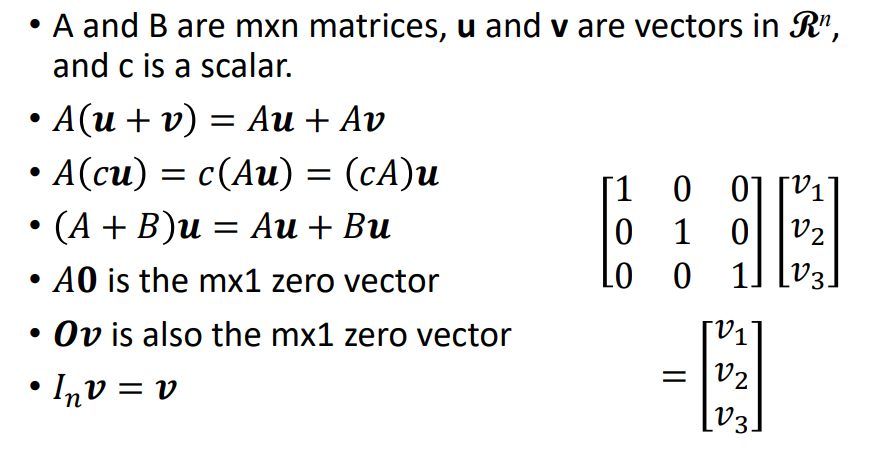 • A and B are mxn matrices, u and v are vectors in ℛⁿ,
and c is a scalar.
• A(u + v) = Au + Av
• A(cu) = c(Au) = (cA)u
• (A + B)u = Au + Bu
• A0 is the mx1 zero vector
• Ov is also the mx1 zero vector
• Iₙv = v
[1 0 0] [v₁]
[0 1 0] [v₂]
[0 0 1] [v₃]
[v₁]
= [v₂]
[v₃]